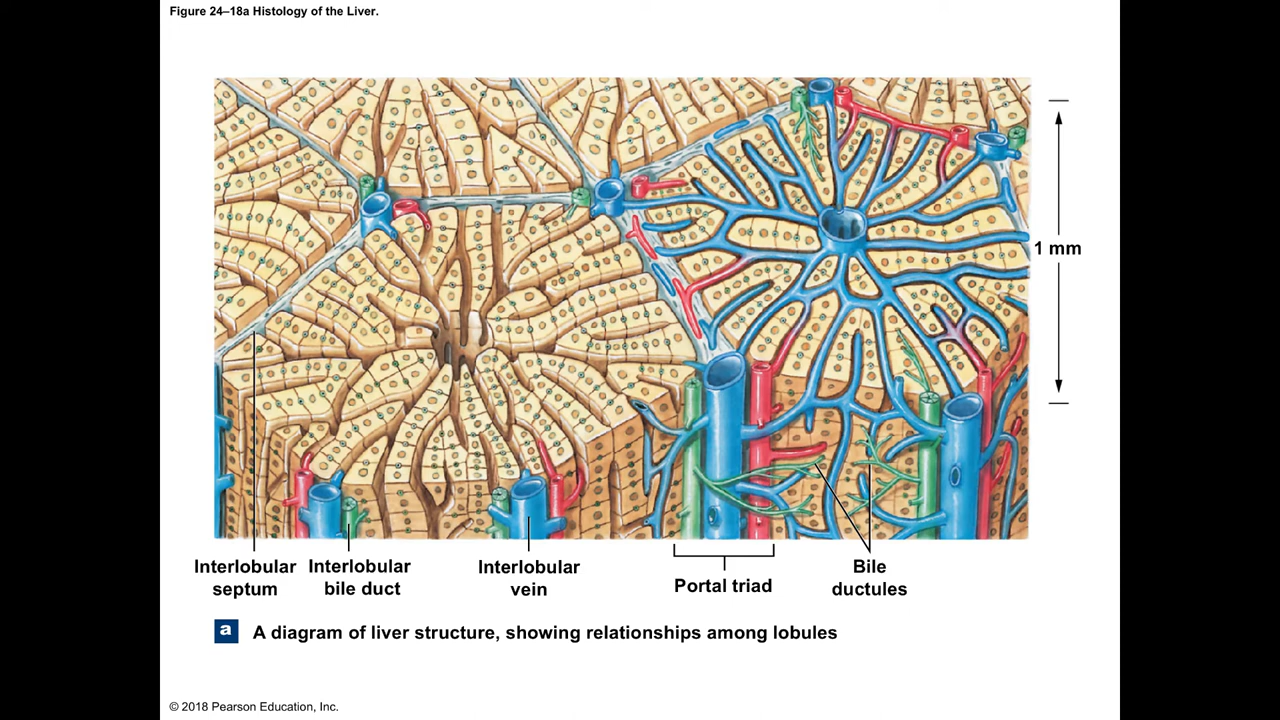 Figure 24–18a Histology of the Liver.
1 mm
Interlobular
septum
Interlobular
bile duct
Interlobular
vein
Portal triad
Bile
ductules
a A diagram of liver structure, showing relationships among lobules
© 2018 Pearson Education, Inc.